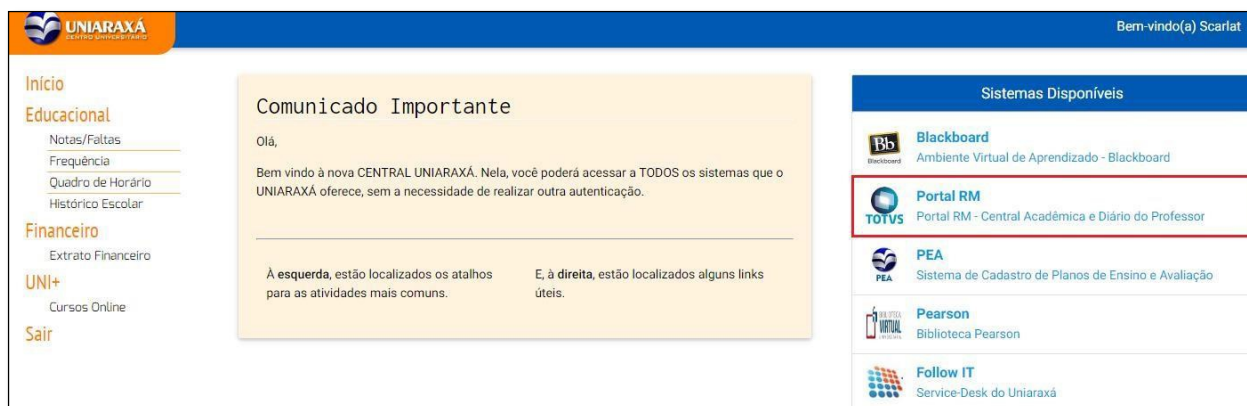 UNIARAXÁ
CENTRO UNIVERSITÁRIO
Bem-vindo(a) Scarlat
Início
Educacional
Notas/Faltas
Frequência
Quadro de Horário
Histórico Escolar
Financeiro
Extrato Financeiro
UNI+
Cursos Online
Sair
Comunicado Importante
Olá,
Bem vindo à nova CENTRAL UNIARAXÁ. Nela, você poderá acessar a TODOS os sistemas que o
UNIARAXÁ oferece, sem a necessidade de realizar outra autenticação.
À esquerda, estão localizados os atalhos
para as atividades mais comuns.
E, à direita, estão localizados alguns links
úteis.
Sistemas Disponíveis
Bb
Blackboard
Blackboard
Ambiente Virtual de Aprendizado - Blackboard
TOTVS
Portal RM
Portal RM - Central Acadêmica e Diário do Professor
PEA
PEA
Sistema de Cadastro de Planos de Ensino e Avaliação
VIRTUAL
Pearson
Biblioteca Pearson
Follow IT
Service-Desk do Uniaraxá